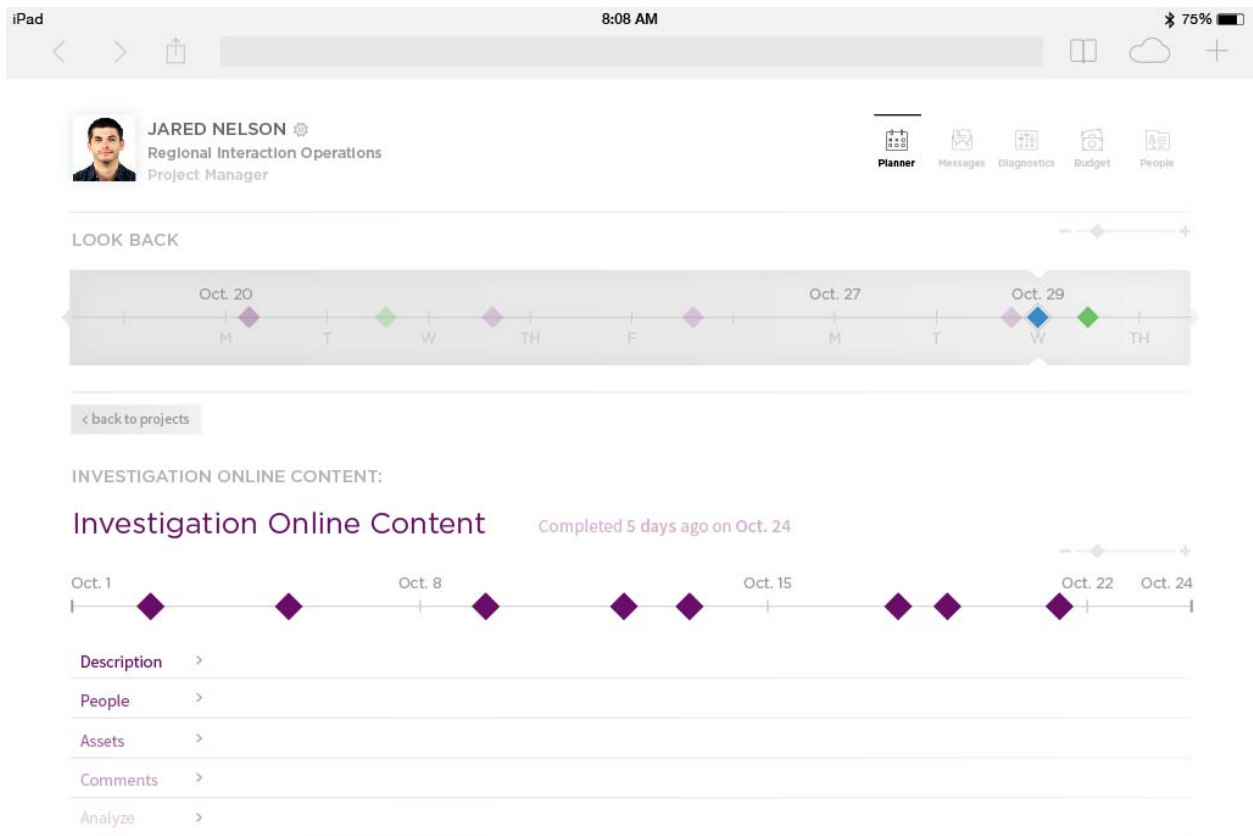 iPad 8:08 AM 75%
JARED NELSON
Regional Interaction Operations
Project Manager
Planner Messages Diagnostics Budget People
LOOK BACK
Oct. 20 Oct. 27 Oct. 29
M T W TH F M T W TH
< back to projects
INVESTIGATION ONLINE CONTENT:
Investigation Online Content Completed 5 days ago on Oct. 24
Oct. 1 Oct. 8 Oct. 15 Oct. 22 Oct. 24
Description >
People >
Assets >
Comments >
Analyze >